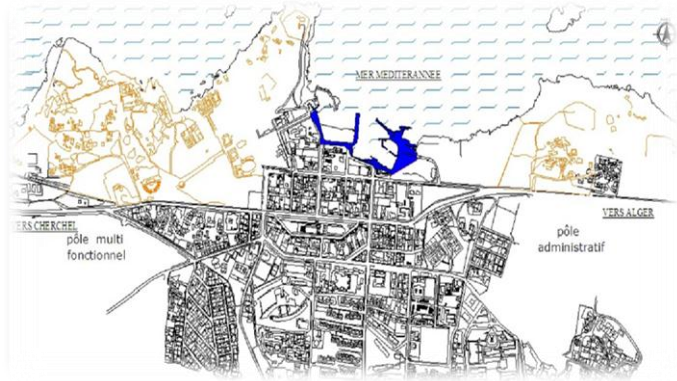 MER MEDITERANNEE
VERS CHERCHEL
VERS ALGER
pôle multi
fonctionnel
pôle
administratif